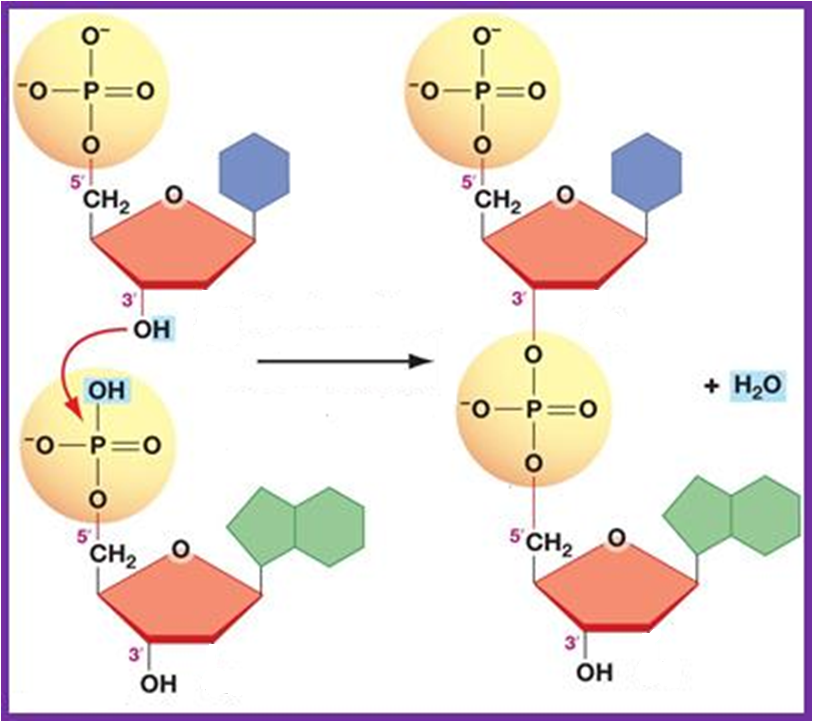 O⁻
⁻O—P=O
O
5′
CH₂
O
3′
OH
OH
⁻O—P=O
O
5′
CH₂
O
3′
OH
O⁻
⁻O—P=O
O
5′
CH₂
O
3′
O
⁻O—P=O
O
5′
CH₂
O
3′
OH
+ H₂O